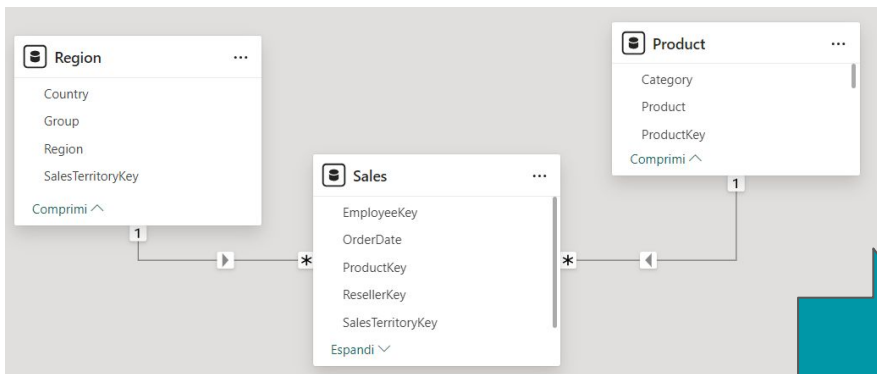 Region
...
Country
Group
Region
SalesTerritoryKey
Comprimi
1
*
Sales
...
EmployeeKey
OrderDate
ProductKey
ResellerKey
SalesTerritoryKey
Espandi
Product
...
Category
Product
ProductKey
Comprimi
1
*